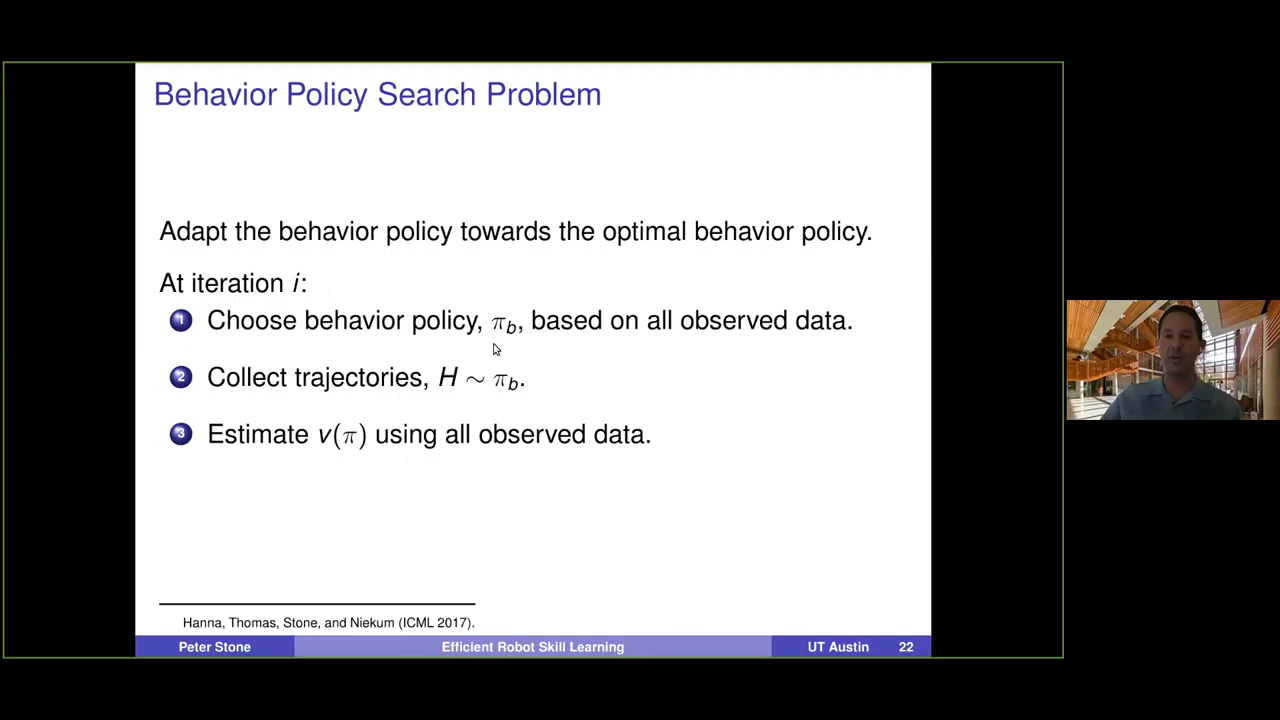 Behavior Policy Search Problem
Adapt the behavior policy towards the optimal behavior policy.
At iteration i:
1 Choose behavior policy, π_b, based on all observed data.
2 Collect trajectories, H ∼ π_b.
3 Estimate v(π) using all observed data.
Hanna, Thomas, Stone, and Niekum (ICML 2017).
Peter Stone Efficient Robot Skill Learning UT Austin 22